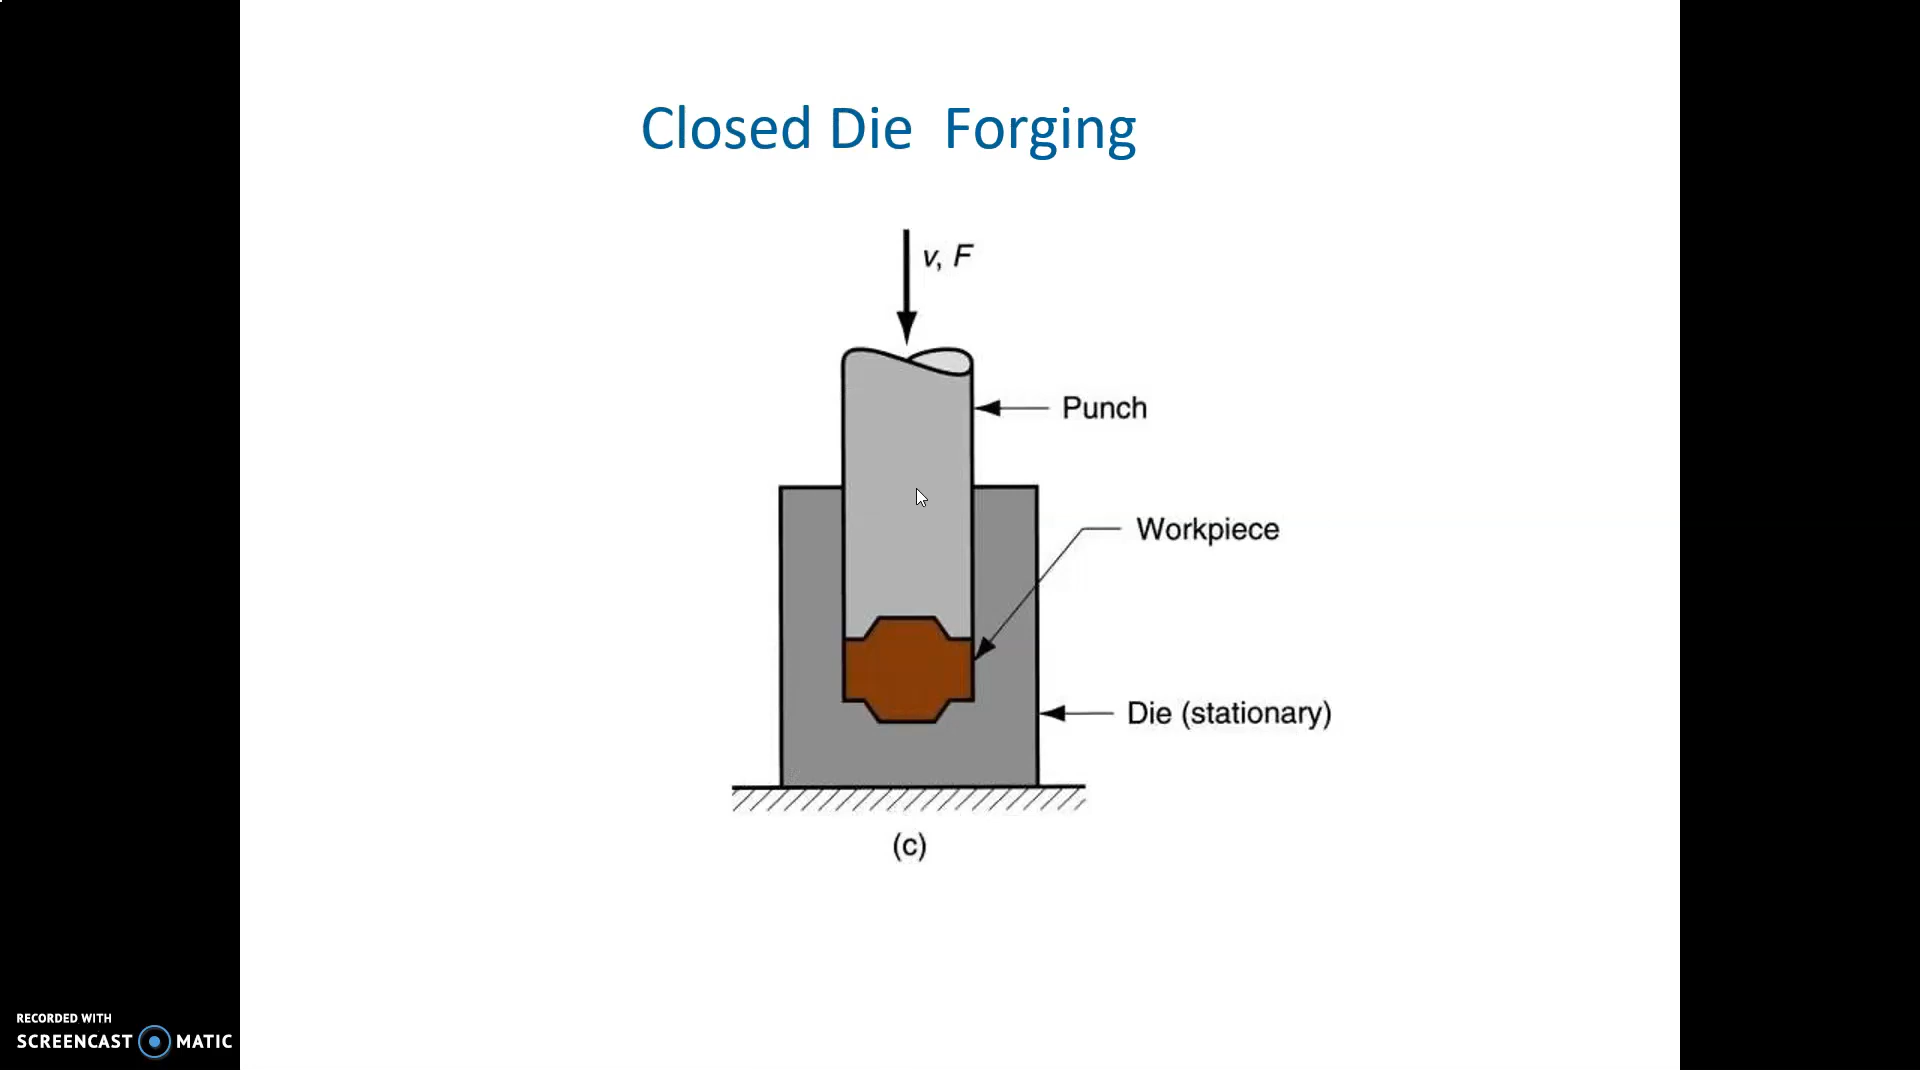 Closed Die  Forging
v, F
Punch
Workpiece
Die (stationary)
(c)
RECORDED WITH
SCREENCAST MATIC